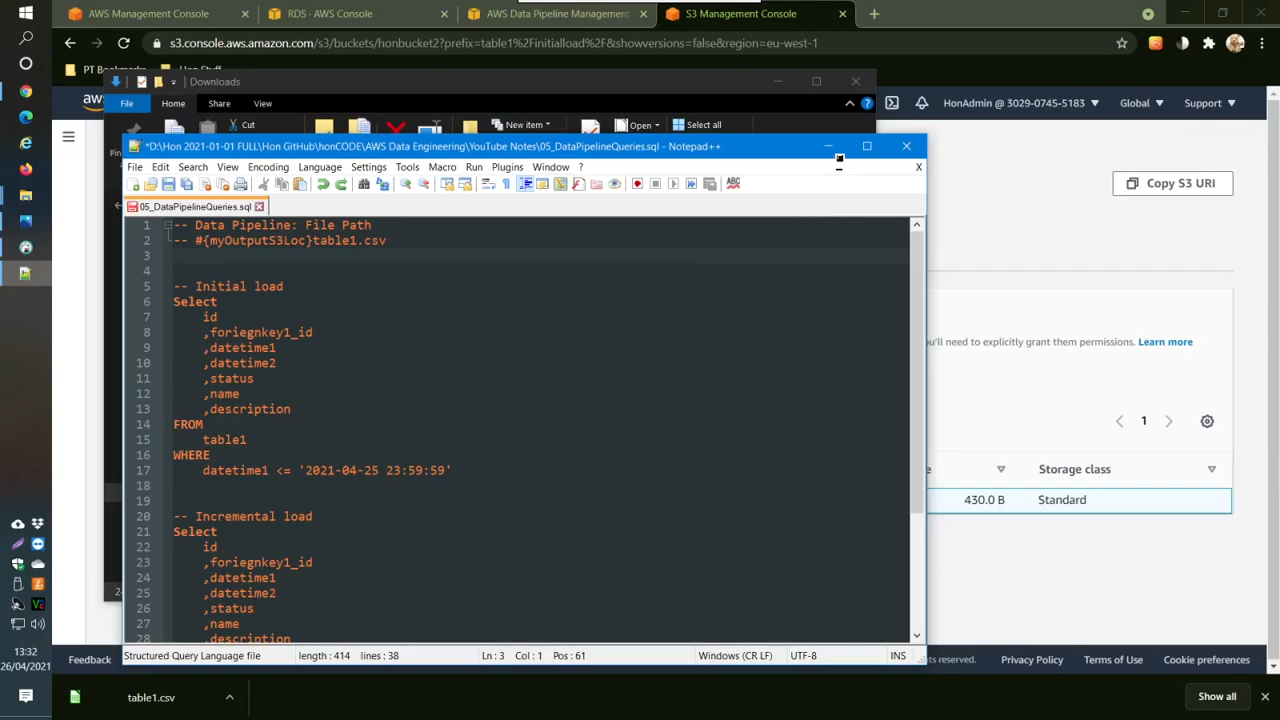 AWS Management Console
RDS - AWS Console
AWS Data Pipeline Management
S3 Management Console
s3.console.aws.amazon.com/s3/buckets/honbucket2?prefix=table1%2Finitialload%2F&showversions=false&region=eu-west-1
PT Bookmarks
Hon Stuff
Downloads
File
Home
Share
View
HonAdmin @ 3029-0745-5183
Global
Support
Cut
New item
Open
Select all
*D:\Hon 2021-01-01 FULL\Hon GitHub\honCODE\AWS Data Engineering\YouTube Notes\05_DataPipelineQueries.sql - Notepad++
File Edit Search View Encoding Language Settings Tools Macro Run Plugins Window ?
X
Copy S3 URI
05_DataPipelineQueries.sql
1 -- Data Pipeline: File Path
2 -- #{myOutputS3Loc}table1.csv
3
4
5 -- Initial load
6 Select
7 id
8 ,foriegnkey1_id
9 ,datetime1
10 ,datetime2
11 ,status
12 ,name
13 ,description
14 FROM
15 table1
16 WHERE
17 datetime1 <= '2021-04-25 23:59:59'
18
19
20 -- Incremental load
21 Select
22 id
23 ,foriegnkey1_id
24 ,datetime1
25 ,datetime2
26 ,status
27 ,name
28 ,description
'll need to explicitly grant them permissions. Learn more
1
Storage class
430.0 B
Standard
Structured Query Language file
length : 414 lines : 38
Ln : 3 Col : 1 Pos : 61
Windows (CR LF)
UTF-8
INS
Feedback
reserved.
Privacy Policy
Terms of Use
Cookie preferences
13:32
26/04/2021
table1.csv
Show all